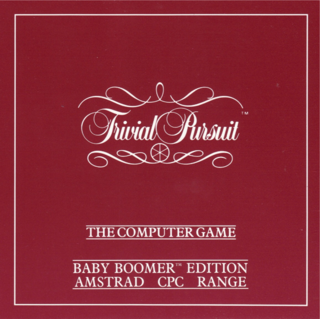 Trivial Pursuit™
THE COMPUTER GAME
BABY BOOMER™ EDITION
AMSTRAD CPC RANGE